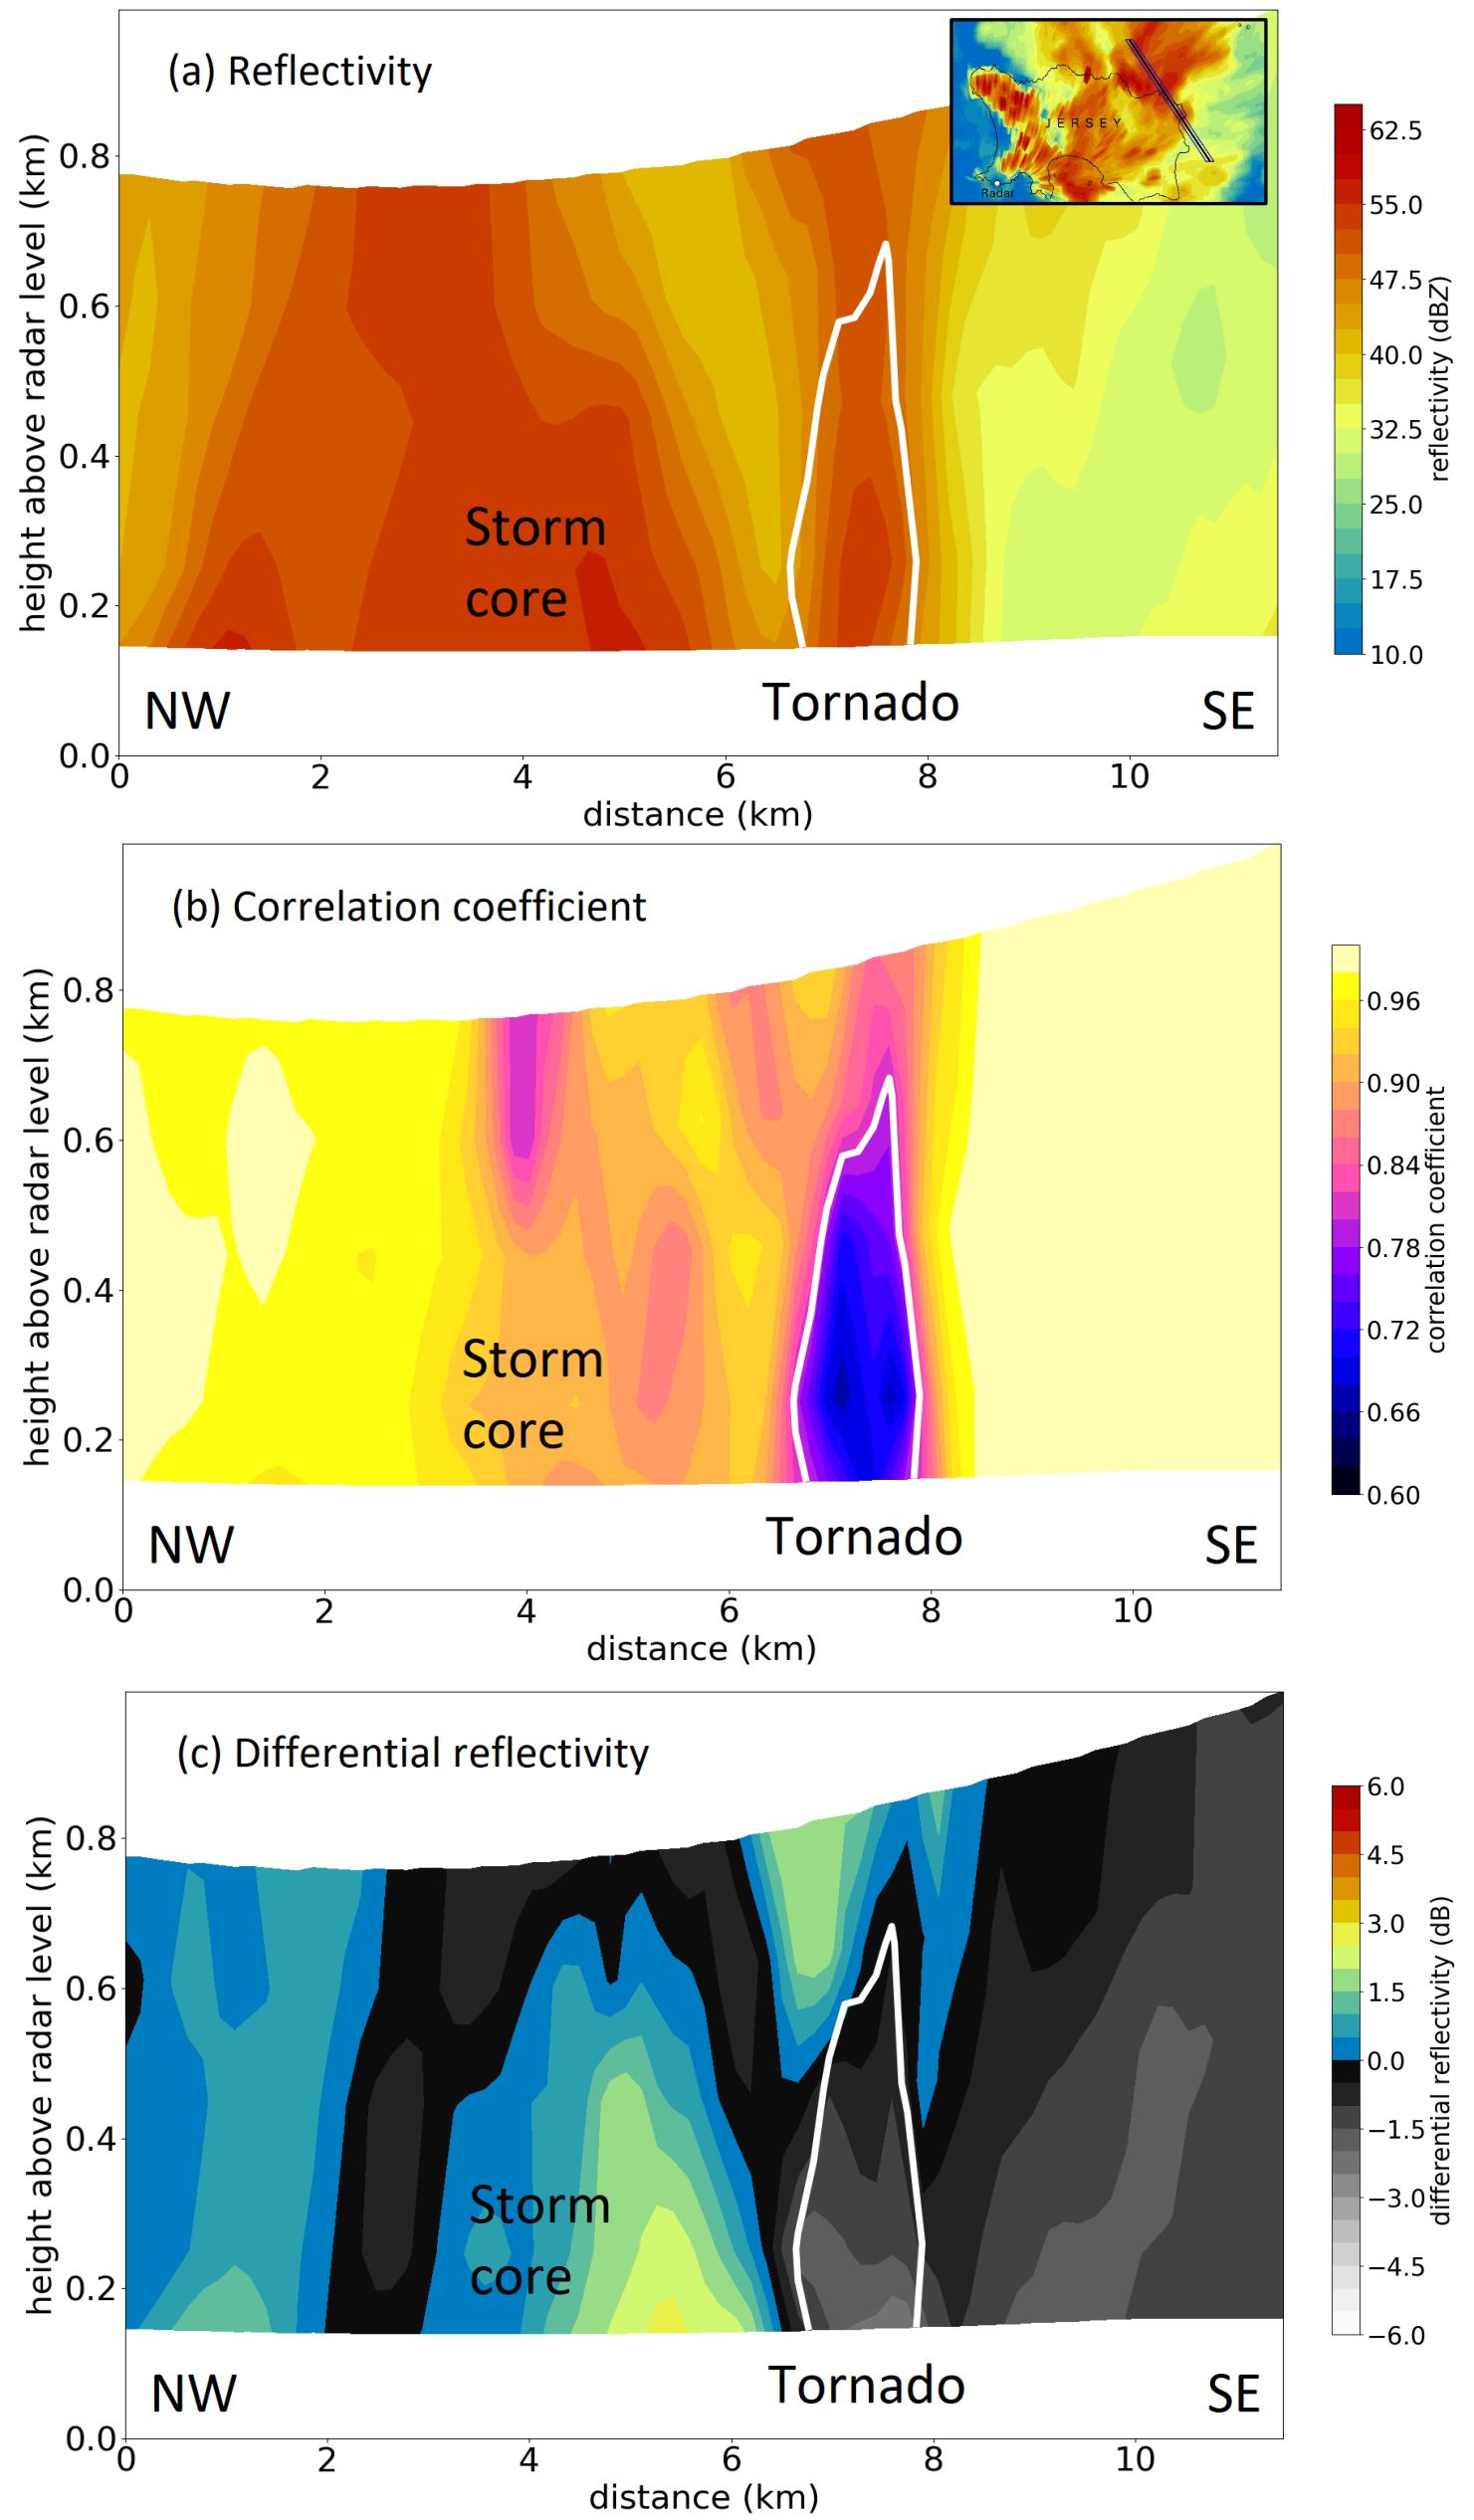 (a) Reflectivity
JERSEY
Radar
height above radar level (km)
0.8
0.6
0.4
0.2
0.0
Storm
core
NW
Tornado
SE
0
2
4
6
8
10
distance (km)
62.5
55.0
47.5
40.0
32.5
25.0
17.5
10.0
reflectivity (dBZ)
(b) Correlation coefficient
height above radar level (km)
0.8
0.6
0.4
0.2
0.0
Storm
core
NW
Tornado
SE
0
2
4
6
8
10
distance (km)
0.96
0.90
0.84
0.78
0.72
0.66
0.60
correlation coefficient
(c) Differential reflectivity
height above radar level (km)
0.8
0.6
0.4
0.2
0.0
Storm
core
NW
Tornado
SE
0
2
4
6
8
10
distance (km)
6.0
4.5
3.0
1.5
0.0
−1.5
−3.0
−4.5
−6.0
differential reflectivity (dB)